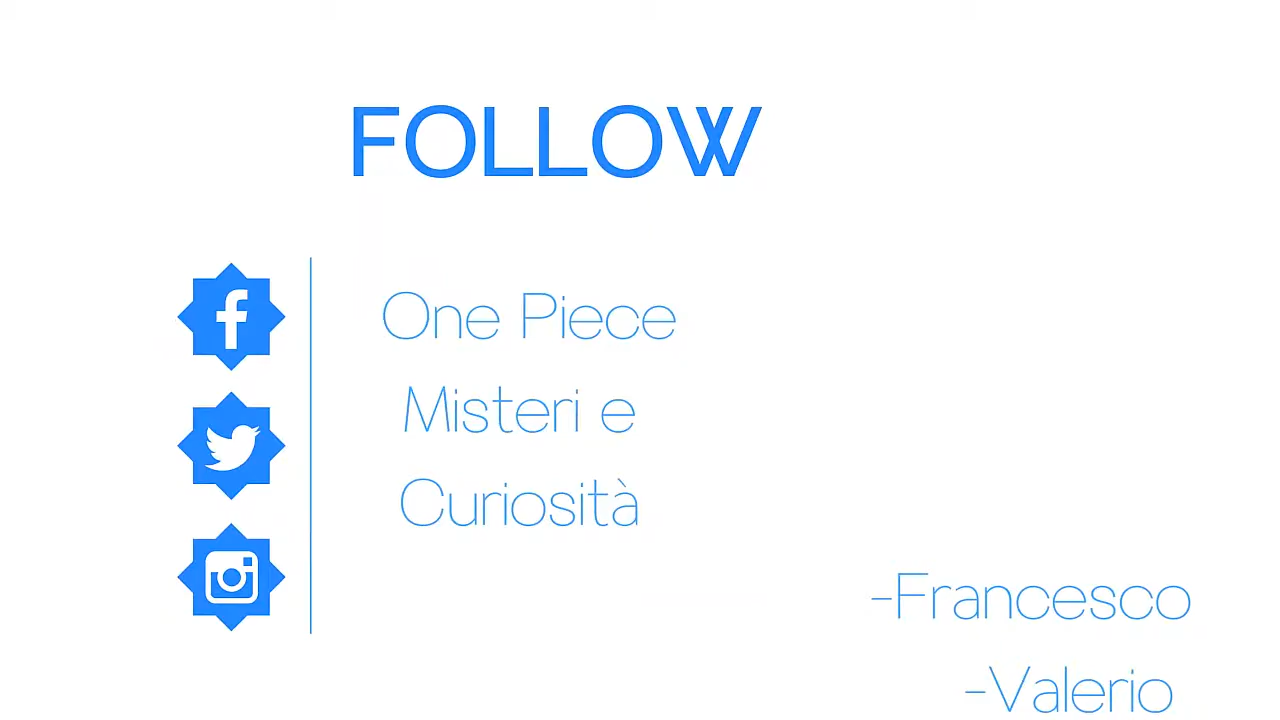 FOLLOW
One Piece
Misteri e
Curiosità
-Francesco
-Valerio